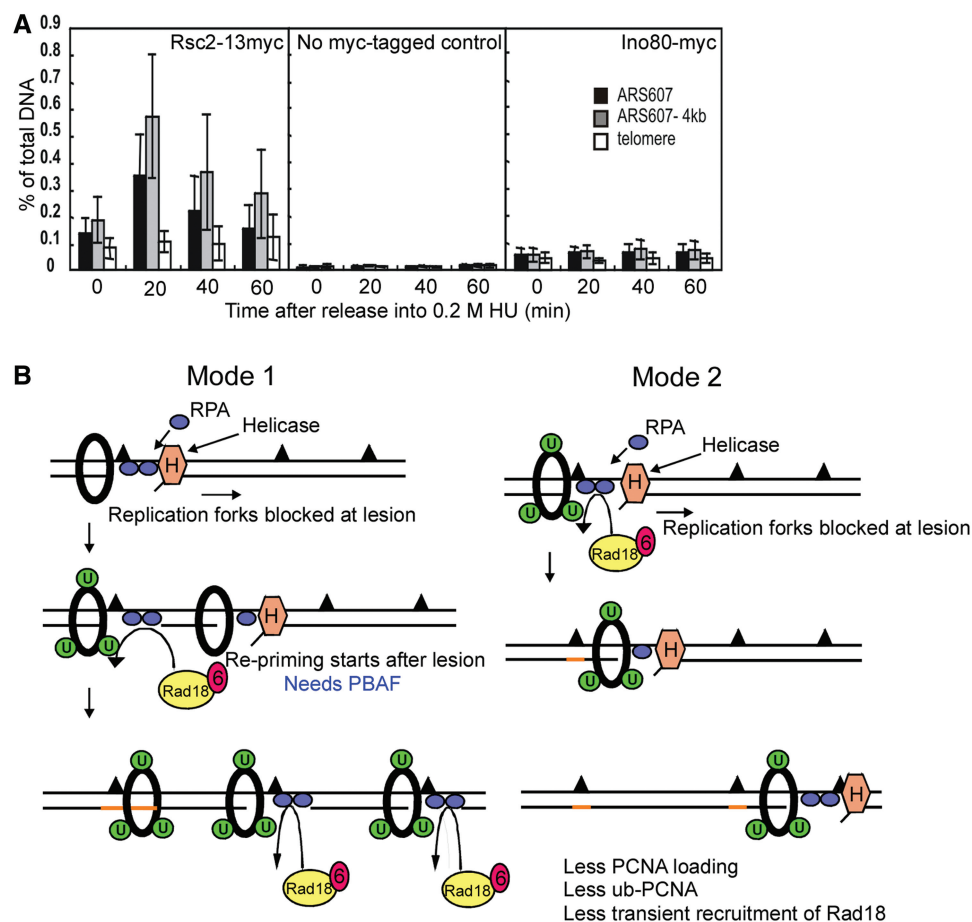 A
Rsc2-13myc
No myc-tagged control
Ino80-myc
% of total DNA
0.9
0.8
0.7
0.6
0.5
0.4
0.3
0.2
0.1
0
ARS607
ARS607- 4kb
telomere
0 20 40 60 0 20 40 60 0 20 40 60
Time after release into 0.2 M HU (min)
B
Mode 1
RPA
Helicase
H
Replication forks blocked at lesion
U
U U
H
Re-priming starts after lesion
Needs PBAF
Rad18 6
U U U
U U U U U U
Rad18 6
Rad18 6
Mode 2
RPA
Helicase
U
H
U U
Replication forks blocked at lesion
Rad18 6
U
H
U U
U
H
U U
Less PCNA loading
Less ub-PCNA
Less transient recruitment of Rad18